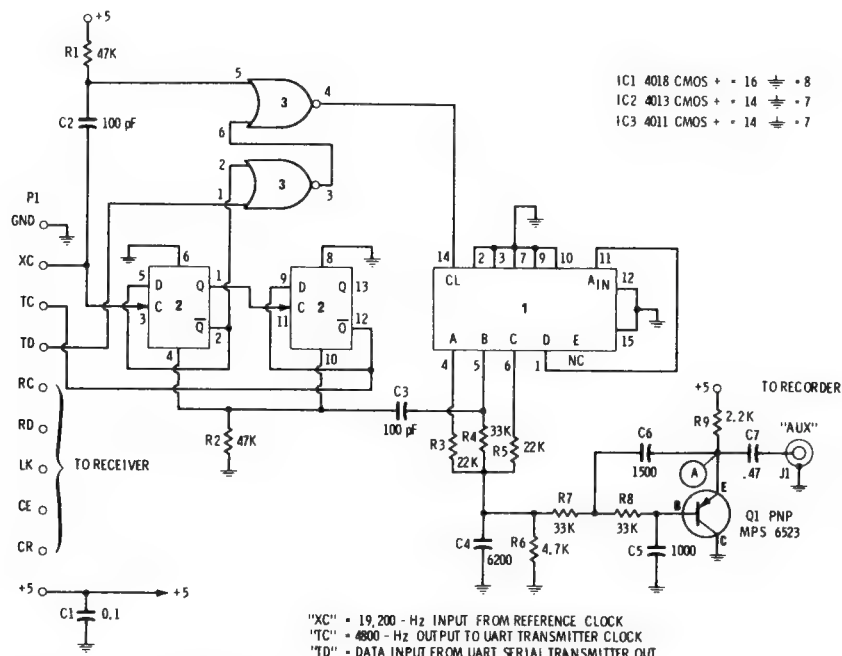 +5
R1
47K
C2
100 pF
5
6
3
4
2
1
3
3
IC1 4018 CMOS + = 16 ⏚ = 8
IC2 4013 CMOS + = 14 ⏚ = 7
IC3 4011 CMOS + = 14 ⏚ = 7
P1
GND
XC
TC
TD
RC
RD
LK
CE
CR
TO RECEIVER
6
5
D
Q
1
C
2
3
Q
2
4
8
9
D
Q
13
C
2
11
12
Q
10
R2
47K
C3
100 pF
14
2
3
7
9
10
11
CL
A IN
12
1
15
A
B
C
D
E
NC
4
5
6
1
R3
22K
R4
33K
R5
22K
+5
TO RECORDER
R9
2.2K
"AUX"
C6
1500
C7
.47
J1
A
R7
33K
R8
33K
B
E
C
Q1 PNP
MPS 6523
C4
6200
R6
4.7K
C5
1000
+5
+5
C1
0.1
"XC" = 19,200 - Hz INPUT FROM REFERENCE CLOCK
"TC" = 4800 - Hz OUTPUT TO UART TRANSMITTER CLOCK
"TD" = DATA INPUT FROM UART SERIAL TRANSMITTER OUT